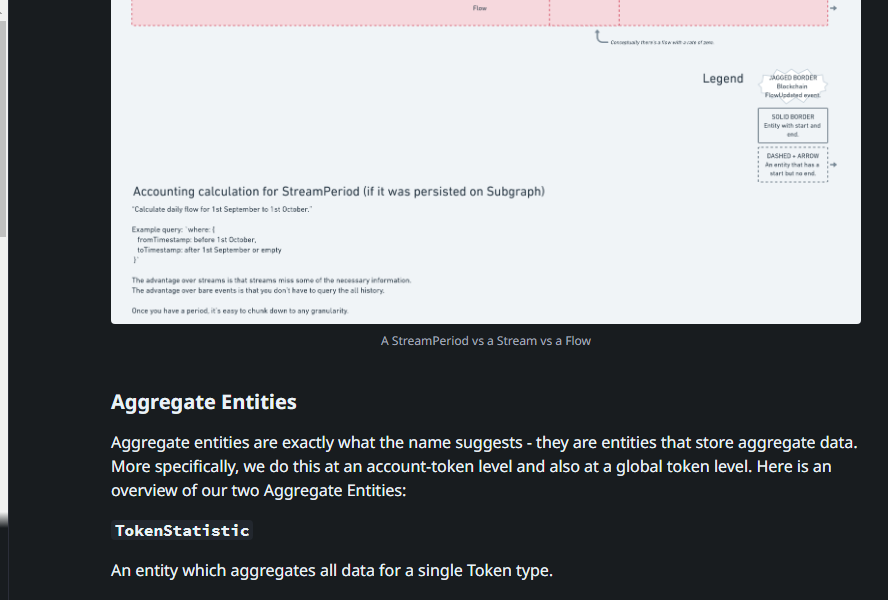 Flow
Conceptually there's a flow with a rate of zero.
Legend
JAGGED BORDER
Blockchain
FlowUpdated event.
SOLID BORDER
Entity with start and
end.
DASHED + ARROW
An entity that has a
start but no end.
Accounting calculation for StreamPeriod (if it was persisted on Subgraph)
"Calculate daily flow for 1st September to 1st October."
Example query: `where: {
fromTimestamp: before 1st October,
toTimestamp: after 1st September or empty
}`
The advantage over streams is that streams miss some of the necessary information.
The advantage over bare events is that you don't have to query the all history.
Once you have a period, it's easy to chunk down to any granularity.
A StreamPeriod vs a Stream vs a Flow
Aggregate Entities
Aggregate entities are exactly what the name suggests - they are entities that store aggregate data.
More specifically, we do this at an account-token level and also at a global token level. Here is an
overview of our two Aggregate Entities:
TokenStatistic
An entity which aggregates all data for a single Token type.